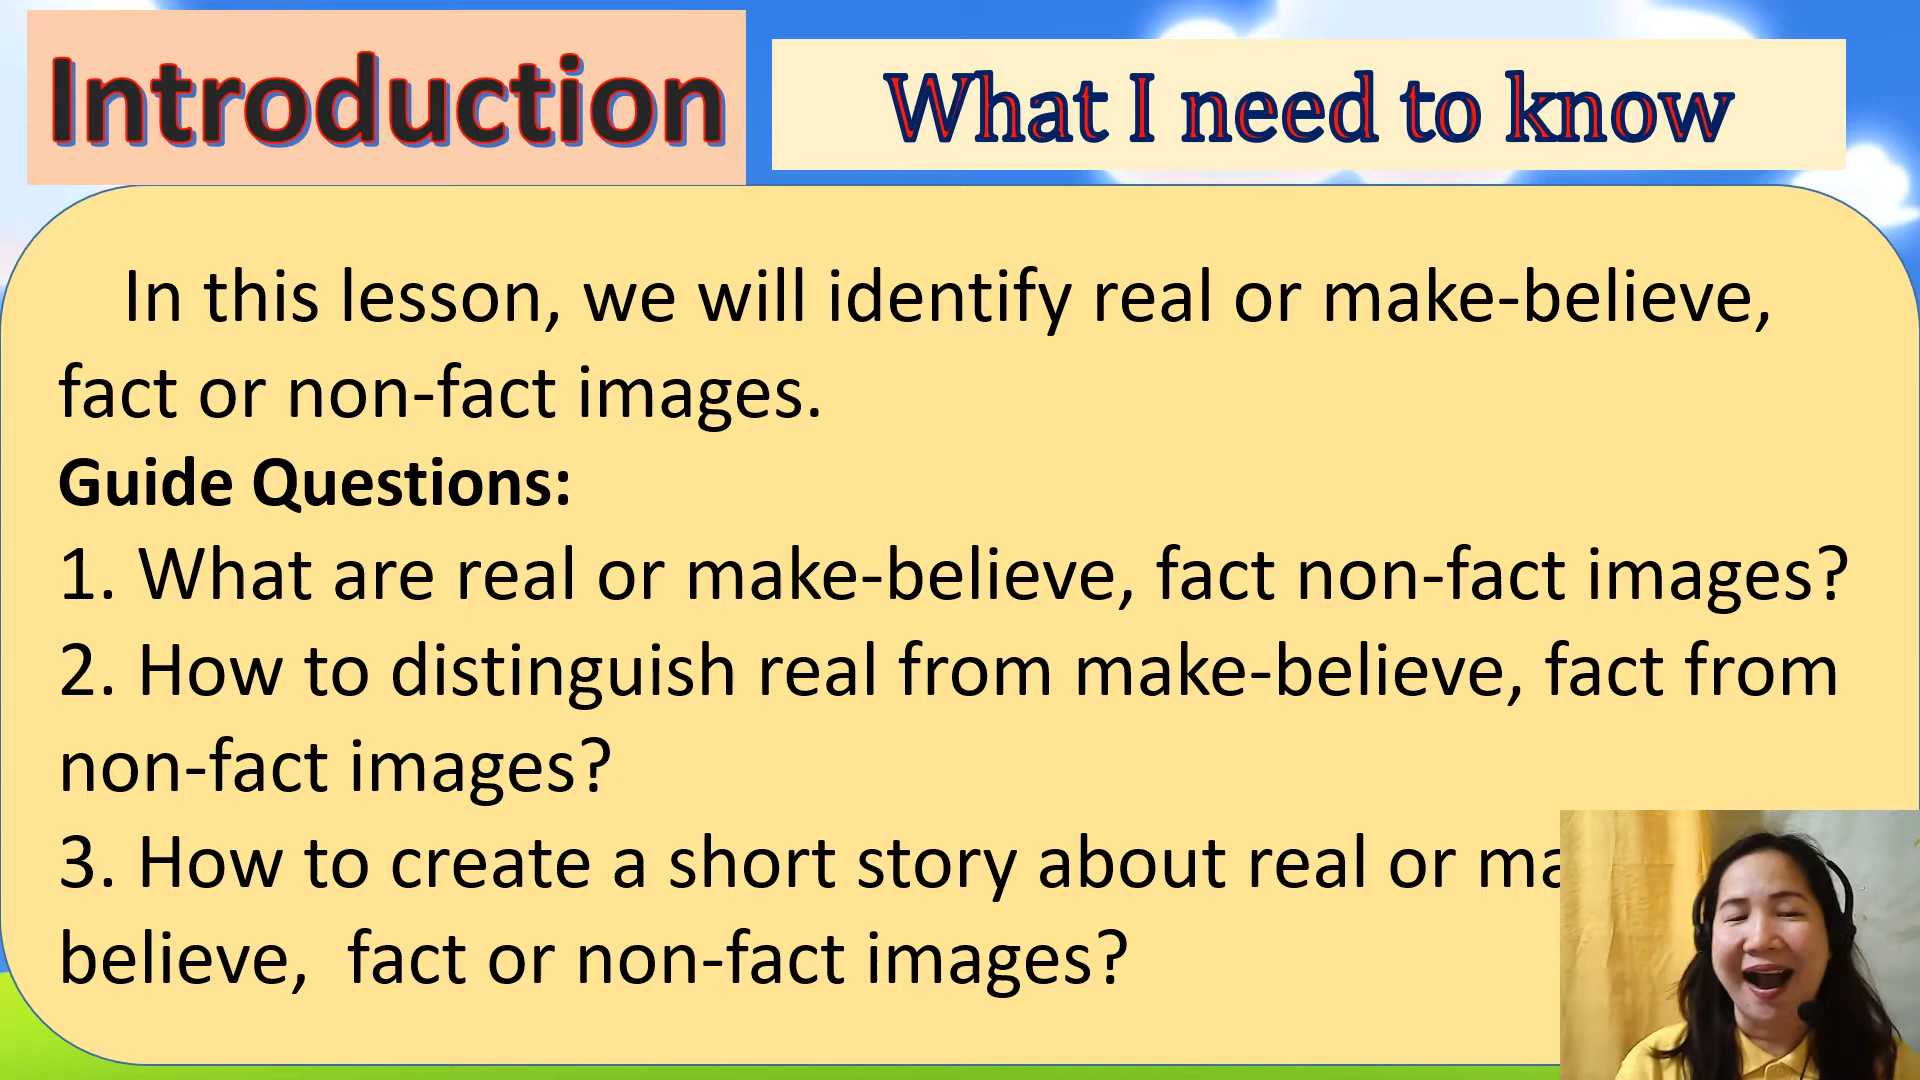 Introduction
What I need to know
In this lesson, we will identify real or make-believe,
fact or non-fact images.
Guide Questions:
1. What are real or make-believe, fact non-fact images?
2. How to distinguish real from make-believe, fact from
non-fact images?
3. How to create a short story about real or
believe, fact or non-fact images?